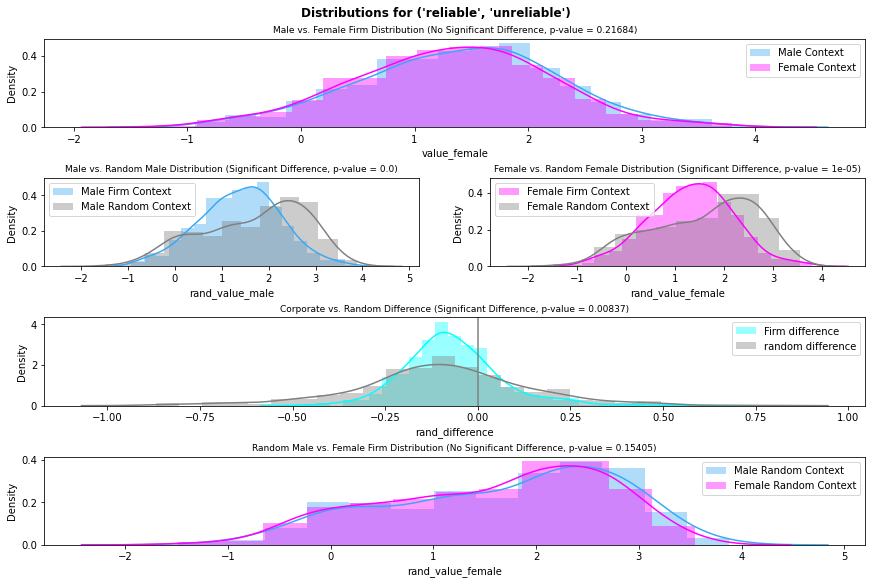 Distributions for ('reliable', 'unreliable')
Male vs. Female Firm Distribution (No Significant Difference, p-value = 0.21684)
Density
0.4
0.2
0.0
Male Context
Female Context
−2 −1 0 1 2 3 4
value_female
Male vs. Random Male Distribution (Significant Difference, p-value = 0.0)
Density
0.4
0.2
0.0
Male Firm Context
Male Random Context
−2 −1 0 1 2 3 4 5
rand_value_male
Female vs. Random Female Distribution (Significant Difference, p-value = 1e-05)
Density
0.4
0.2
0.0
Female Firm Context
Female Random Context
−2 −1 0 1 2 3 4
rand_value_female
Corporate vs. Random Difference (Significant Difference, p-value = 0.00837)
Density
4
2
0
Firm difference
random difference
−1.00 −0.75 −0.50 −0.25 0.00 0.25 0.50 0.75 1.00
rand_difference
Random Male vs. Female Firm Distribution (No Significant Difference, p-value = 0.15405)
Density
0.4
0.2
0.0
Male Random Context
Female Random Context
−2 −1 0 1 2 3 4 5
rand_value_female